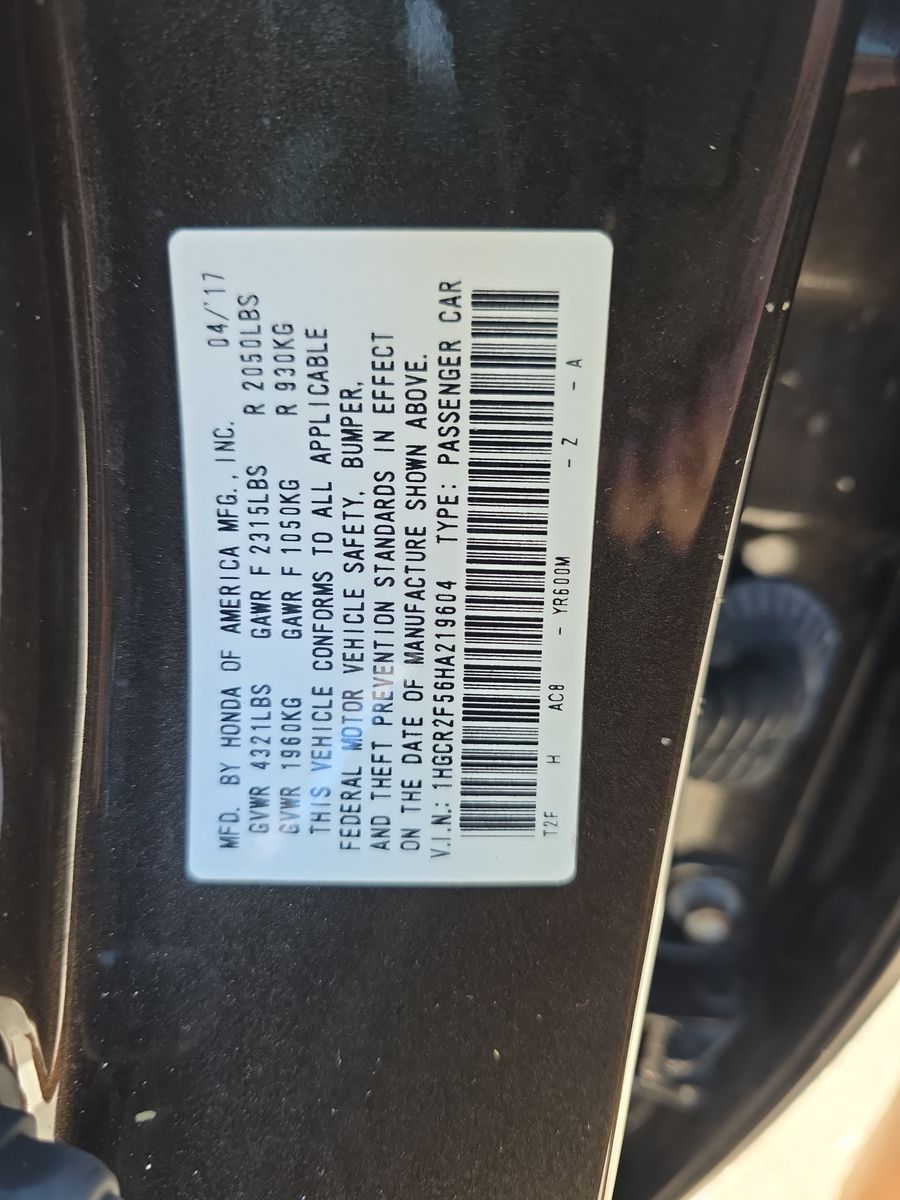 MFD. BY HONDA OF AMERICA MFG., INC. 04/'17
GVWR 4321LBS GAWR F 2315LBS R 2050LBS
GVWR 1960KG GAWR F 1050KG R 930KG
THIS VEHICLE CONFORMS TO ALL APPLICABLE
FEDERAL MOTOR VEHICLE SAFETY, BUMPER,
AND THEFT PREVENTION STANDARDS IN EFFECT
ON THE DATE OF MANUFACTURE SHOWN ABOVE.
V.I.N.: 1HGCR2F56HA219604 TYPE: PASSENGER CAR
T2F H AC8 - YR600M - Z - A